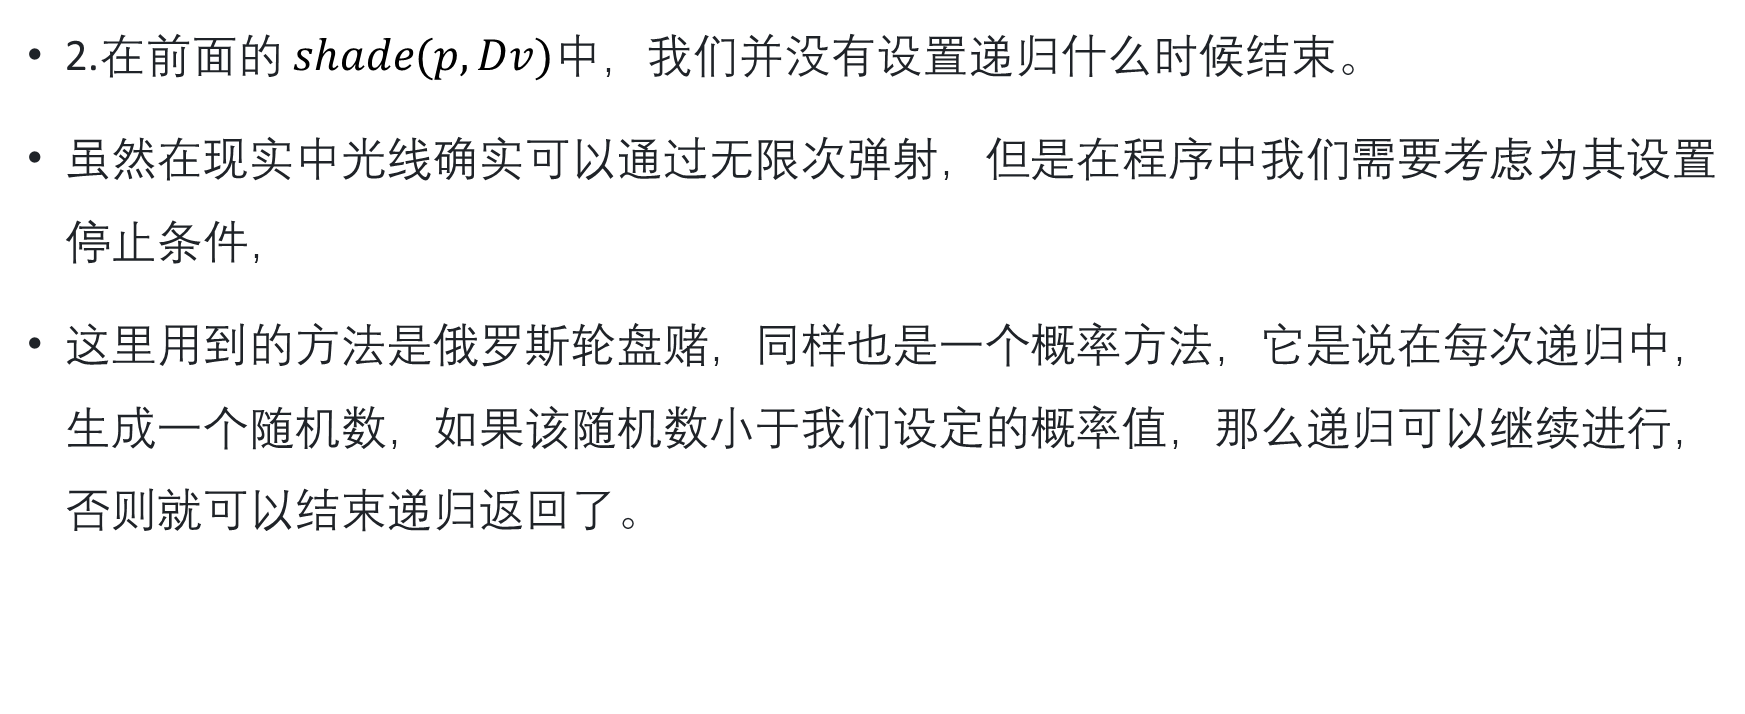 • 2.在前面的 shade(p, Dv)中，我们并没有设置递归什么时候结束。
• 虽然在现实中光线确实可以通过无限次弹射，但是在程序中我们需要考虑为其设置
停止条件，
• 这里用到的方法是俄罗斯轮盘赌，同样也是一个概率方法，它是说在每次递归中，
生成一个随机数，如果该随机数小于我们设定的概率值，那么递归可以继续进行，
否则就可以结束递归返回了。